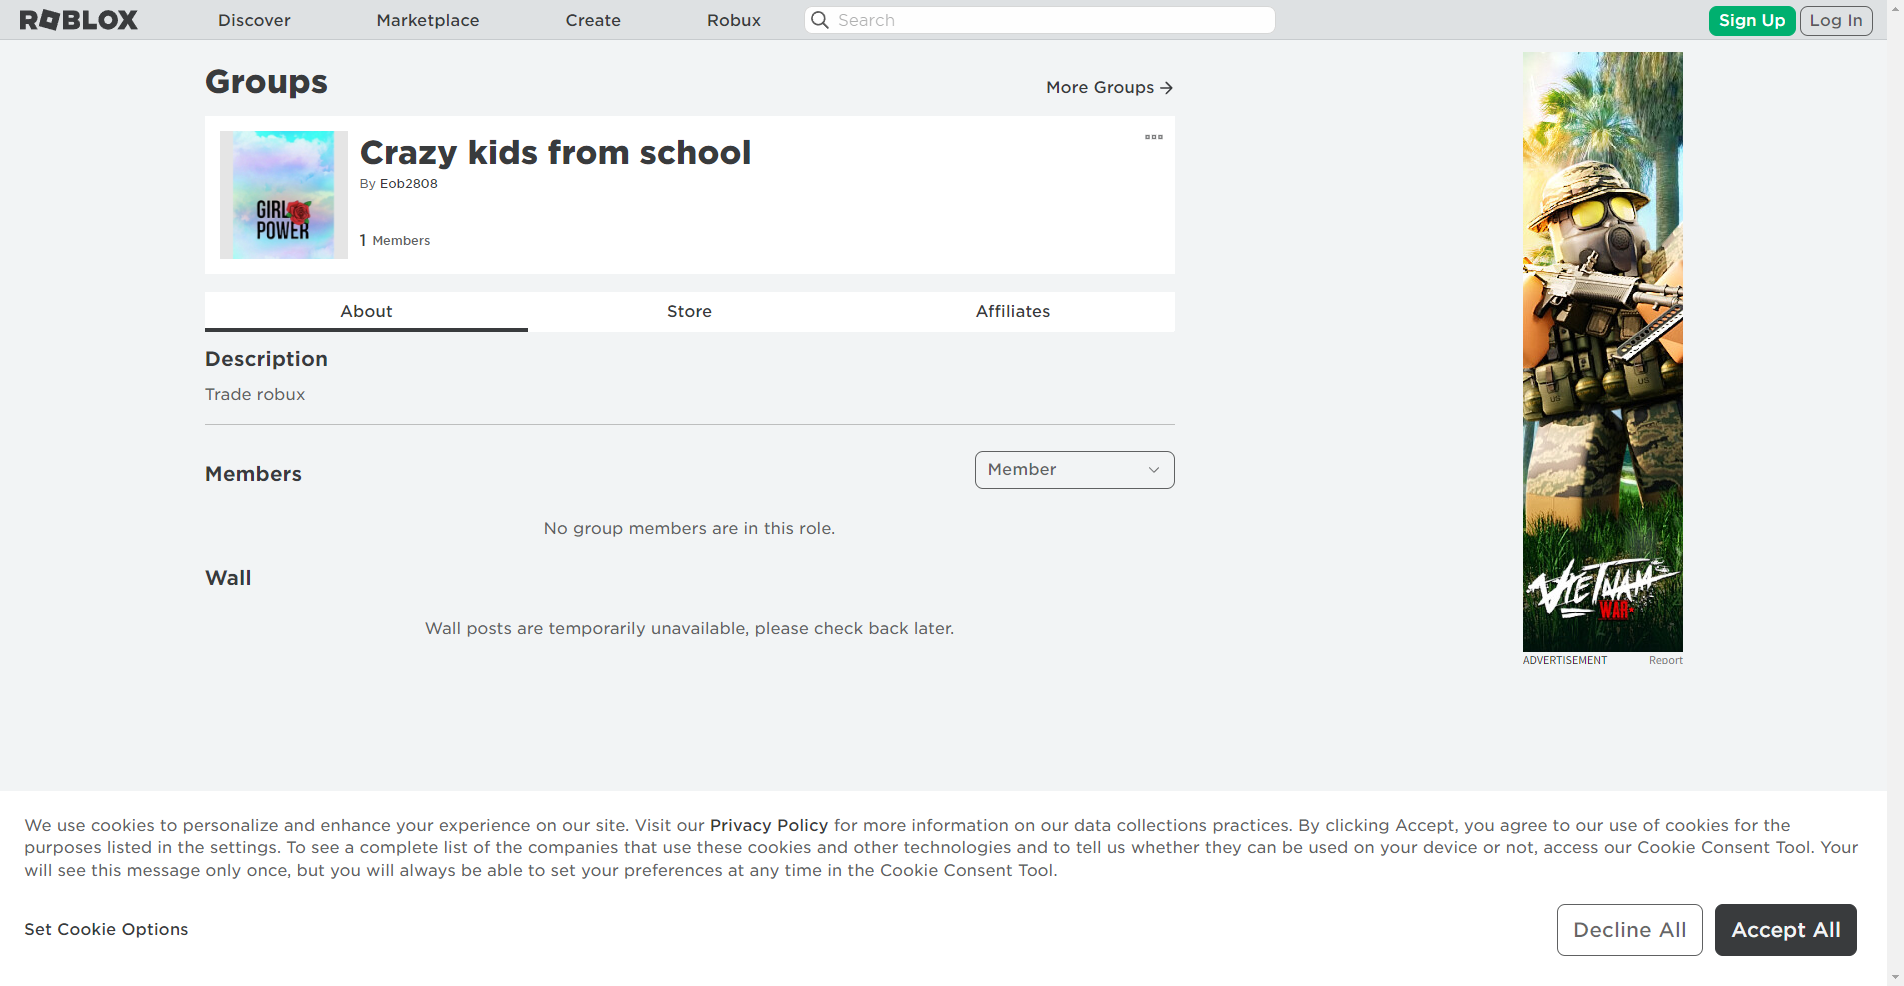 ROBLOX
Discover
Marketplace
Create
Robux
Search
Sign Up
Log In
Groups
More Groups
GIRL
POWER
Crazy kids from school
By Eob2808
1 Members
About
Store
Affiliates
Description
Trade robux
Members
Member
No group members are in this role.
Wall
Wall posts are temporarily unavailable, please check back later.
US
US
VIETNAM
WAR
ADVERTISEMENT
Report
We use cookies to personalize and enhance your experience on our site. Visit our Privacy Policy for more information on our data collections practices. By clicking Accept, you agree to our use of cookies for the
purposes listed in the settings. To see a complete list of the companies that use these cookies and other technologies and to tell us whether they can be used on your device or not, access our Cookie Consent Tool. Your
will see this message only once, but you will always be able to set your preferences at any time in the Cookie Consent Tool.
Set Cookie Options
Decline All
Accept All